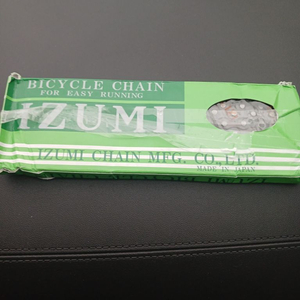 BICYCLE CHAIN
FOR EASY RUNNING
IZUMI
IZUMI CHAIN MFG. CO., LTD.
MADE IN JAPAN